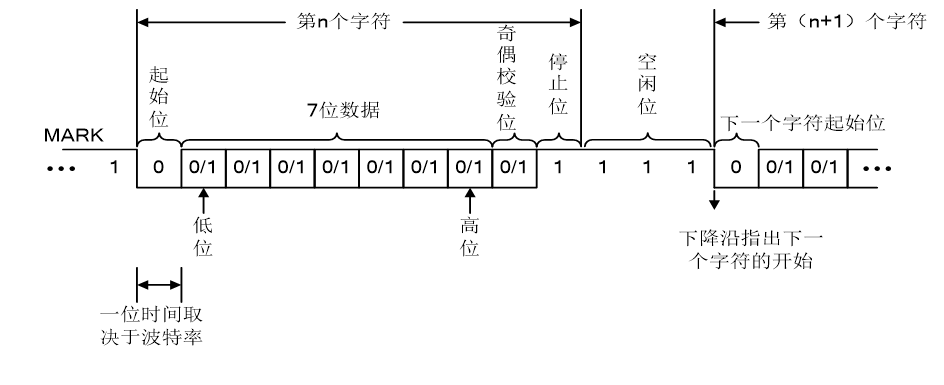 第n个字符
第（n+1）个字符
起始位
7位数据
奇偶校验位
停止位
空闲位
下一个字符起始位
MARK
••• 1 0 0/1 0/1 0/1 0/1 0/1 0/1 0/1 0/1 1 1 1 1 0 0/1 0/1 •••
低位
高位
下降沿指出下一
个字符的开始
一位时间取
决于波特率